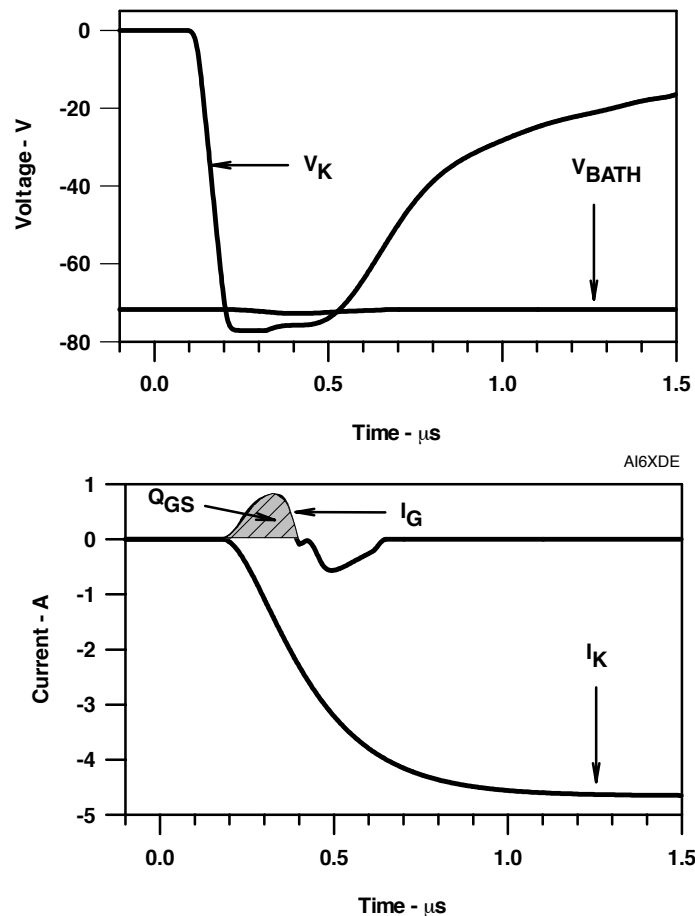 0
-20
-40
-60
-80
Voltage - V
V_K
V_BATH
0.0 0.5 1.0 1.5
Time - μs
AI6XDE
1
0
-1
-2
-3
-4
-5
Current - A
Q_GS
I_G
I_K
0.0 0.5 1.0 1.5
Time - μs